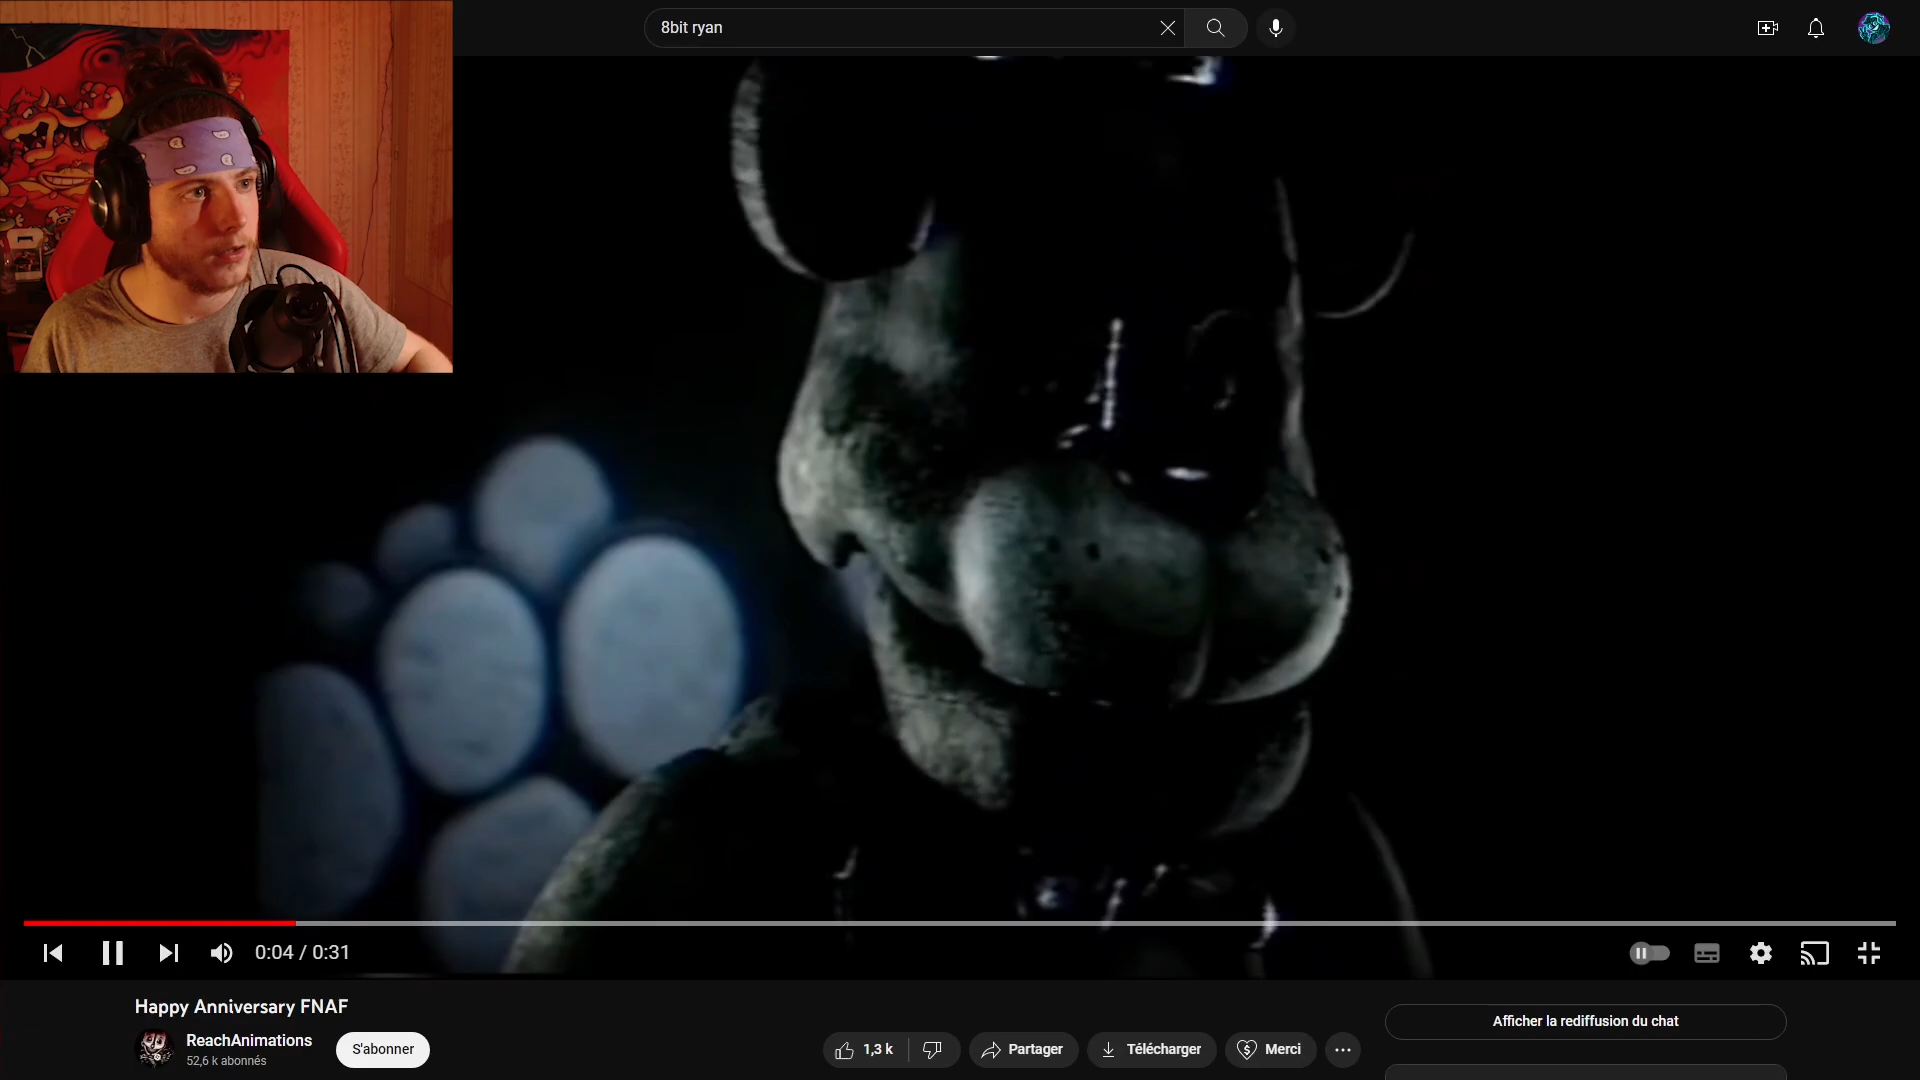 8bit ryan
0:04 / 0:31
Happy Anniversary FNAF
ReachAnimations
52,6 k abonnés
S'abonner
1,3 k
Partager
Télécharger
Merci
Afficher la rediffusion du chat